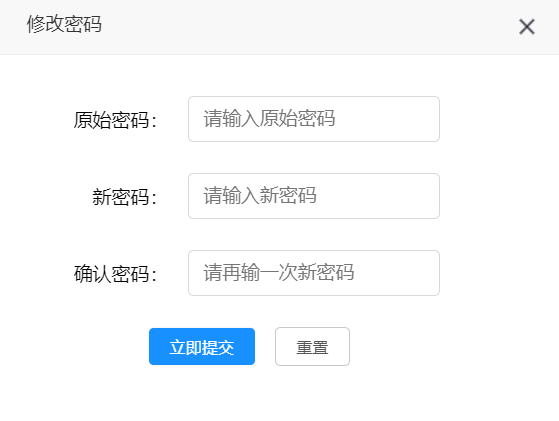 修改密码
原始密码： 请输入原始密码
新密码： 请输入新密码
确认密码： 请再输一次新密码
立即提交 重置